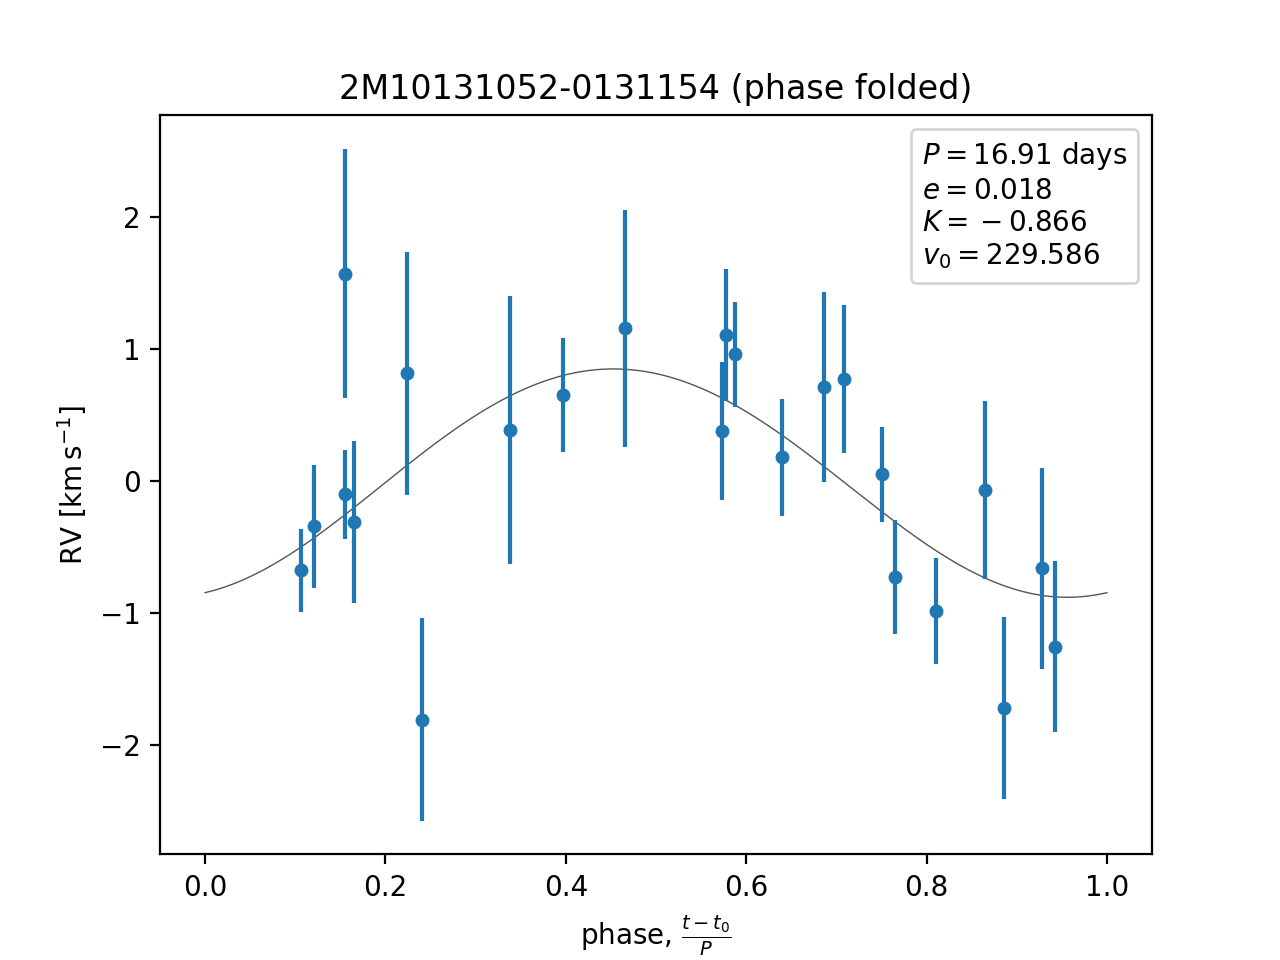 2M10131052-0131154 (phase folded)
P = 16.91 days
e = 0.018
K = −0.866
v₀ = 229.586
RV [km s⁻¹]
2
1
0
−1
−2
0.0 0.2 0.4 0.6 0.8 1.0
phase, (t − t₀)/P